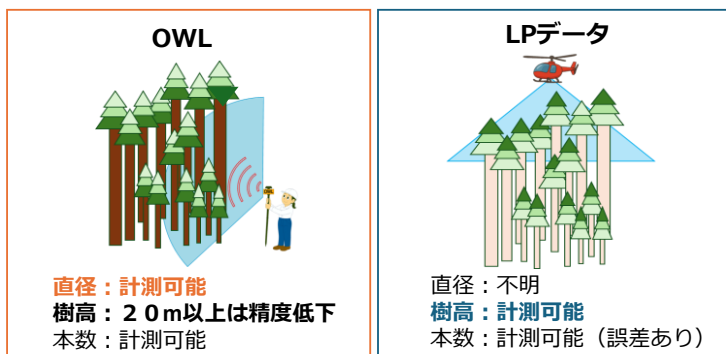 OWL
直径：計測可能
樹高：２０ｍ以上は精度低下
本数：計測可能
LPデータ
直径：不明
樹高：計測可能
本数：計測可能（誤差あり）